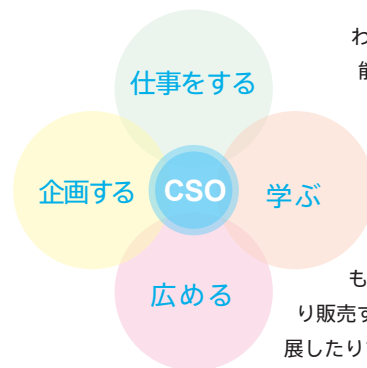 わ
能
仕事をする
企画する
CSO
学ぶ
広める
も
り販売す
展したり